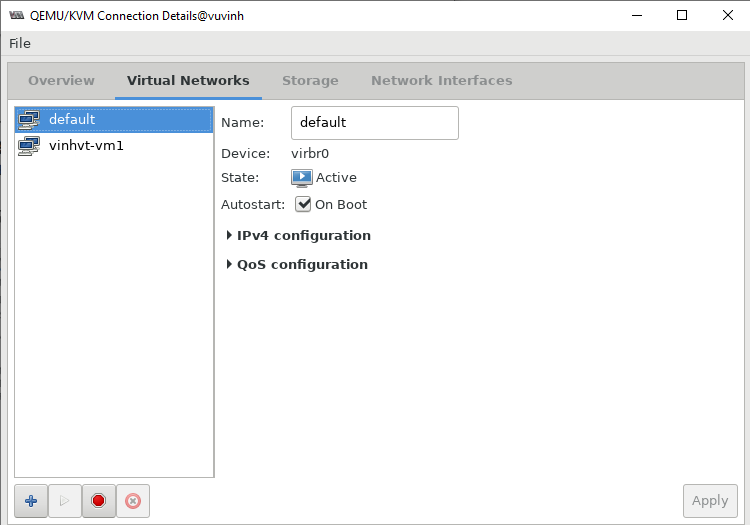 QEMU/KVM Connection Details@vuvinh
File
Overview Virtual Networks Storage Network Interfaces
default
vinhvt-vm1
Name: default
Device: virbr0
State: Active
Autostart: On Boot
IPv4 configuration
QoS configuration
Apply